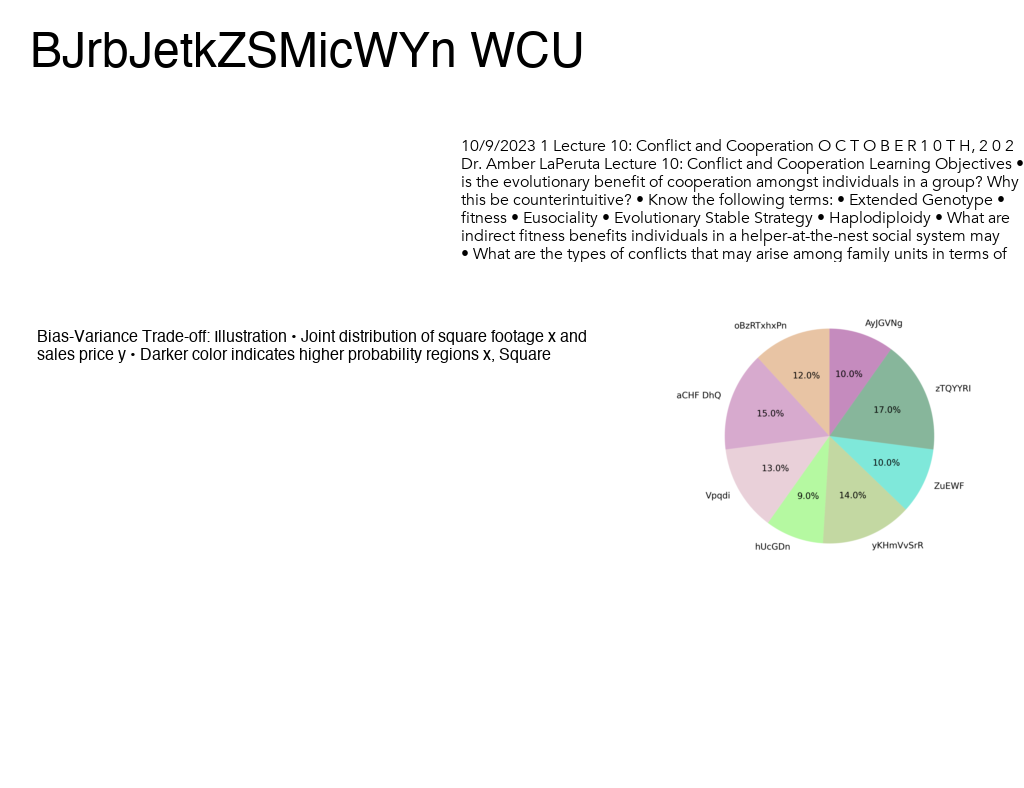 BJrbJetkZSMicWYn WCU
10/9/2023 1 Lecture 10: Conflict and Cooperation O C T O B E R 1 0 T H, 2 0 2
Dr. Amber LaPeruta Lecture 10: Conflict and Cooperation Learning Objectives •
is the evolutionary benefit of cooperation amongst individuals in a group? Why
this be counterintuitive? • Know the following terms: • Extended Genotype •
fitness • Eusociality • Evolutionary Stable Strategy • Haplodiploidy • What are
indirect fitness benefits individuals in a helper-at-the-nest social system may
• What are the types of conflicts that may arise among family units in terms of
Bias-Variance Trade-off: Illustration • Joint distribution of square footage x and
sales price y • Darker color indicates higher probability regions x, Square
AyJGVNg
10.0%
zTQYYRI
17.0%
ZuEWF
10.0%
yKHmVvSrR
14.0%
hUcGDn
9.0%
Vpqdi
13.0%
aCHF DhQ
15.0%
oBzRTxhxPn
12.0%